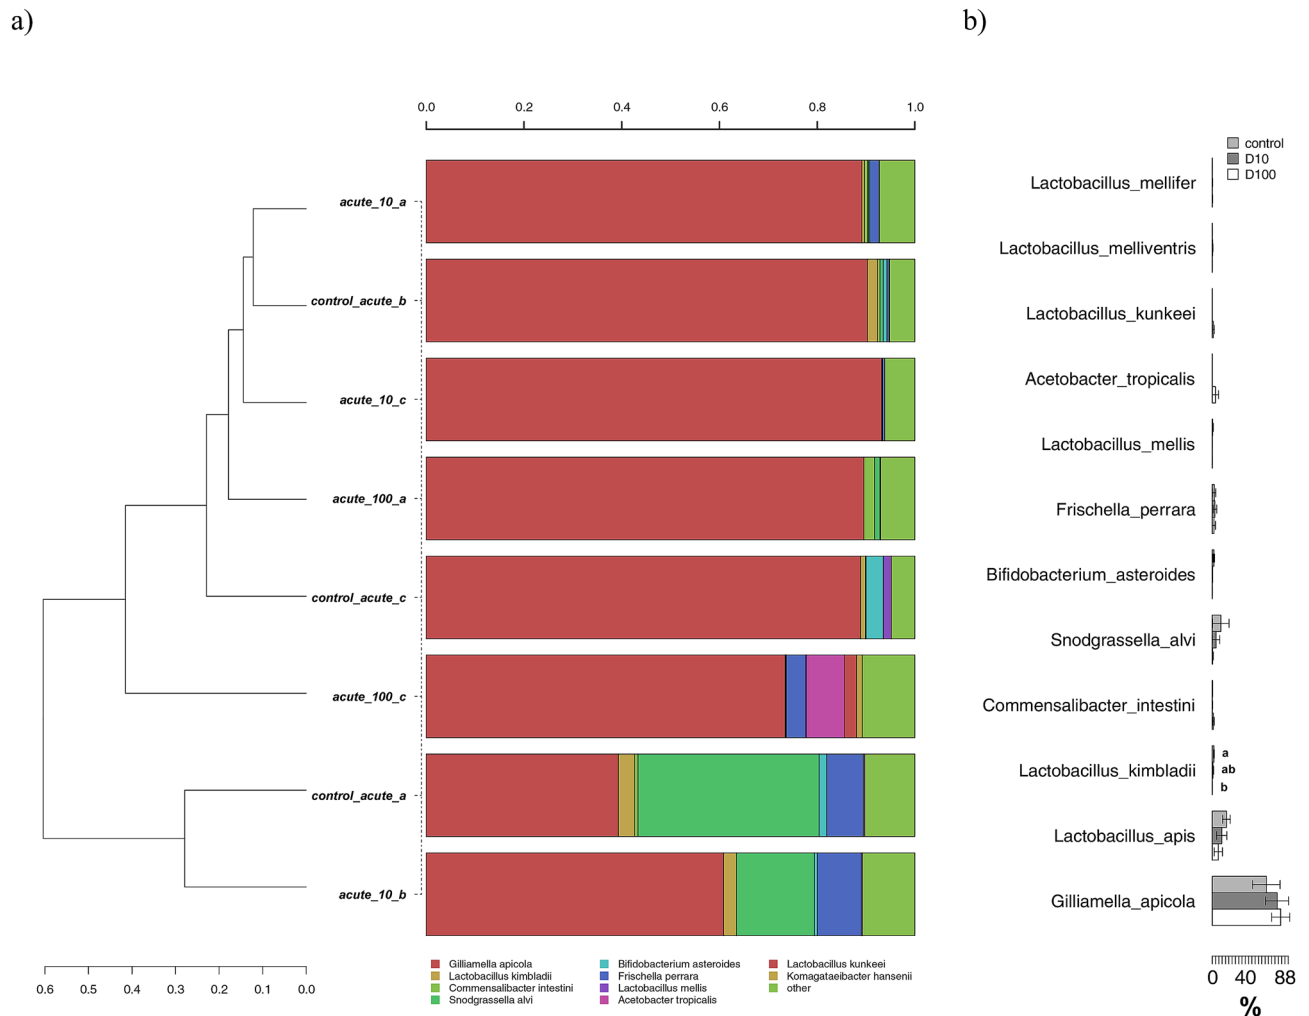 a)
b)
0.0 0.2 0.4 0.6 0.8 1.0
acute_10_a
control_acute_b
acute_10_c
acute_100_a
control_acute_c
acute_100_c
control_acute_a
acute_10_b
0.6 0.5 0.4 0.3 0.2 0.1 0.0
Gilliamella apicola
Lactobacillus kimbladii
Commensalibacter intestini
Snodgrassella alvi
Bifidobacterium asteroides
Frischella perrara
Lactobacillus mellis
Acetobacter tropicalis
Lactobacillus kunkeei
Komagataeibacter hansenii
other
control
D10
D100
Lactobacillus_mellifer
Lactobacillus_melliventris
Lactobacillus_kunkeei
Acetobacter_tropicalis
Lactobacillus_mellis
Frischella_perrara
Bifidobacterium_asteroides
Snodgrassella_alvi
Commensalibacter_intestini
Lactobacillus_kimbladii
a
ab
b
Lactobacillus_apis
Gilliamella_apicola
0 40 88
%